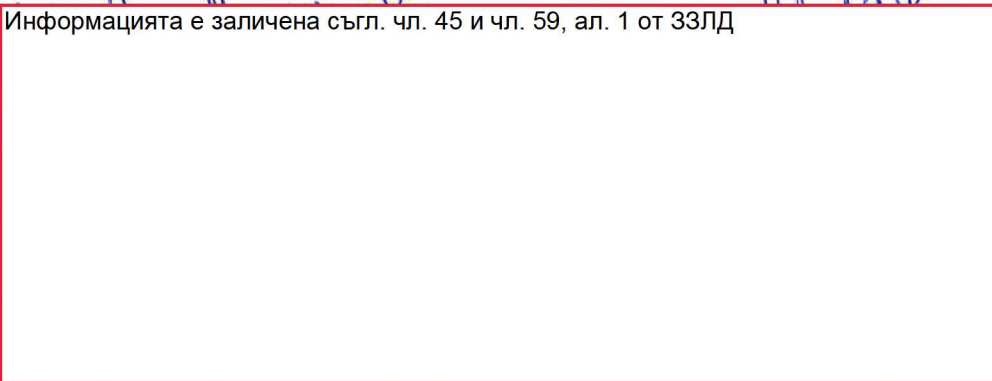 Информацията е заличена съгл. чл. 45 и чл. 59, ал. 1 от ЗЗЛД